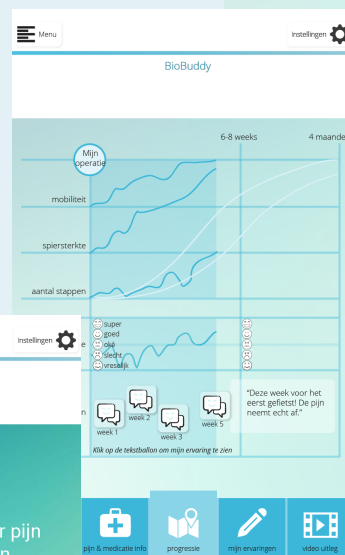 Menu
Instellingen
BioBuddy
6-8 weeks
4 maande
Mijn
operatie
mobiliteit
spiersterkte
aantal stappen
super
goed
oké
slecht
vreselijk
e
n
week 1
week 2
week 3
week 5
"Deze week voor het
eerst gefietst! De pijn
neemt echt af."
Klik op de tekstballon om mijn ervaring te zien
Instellingen
r pijn
n
pijn & medicatie info
progressie
mijn ervaringen
video uitleg